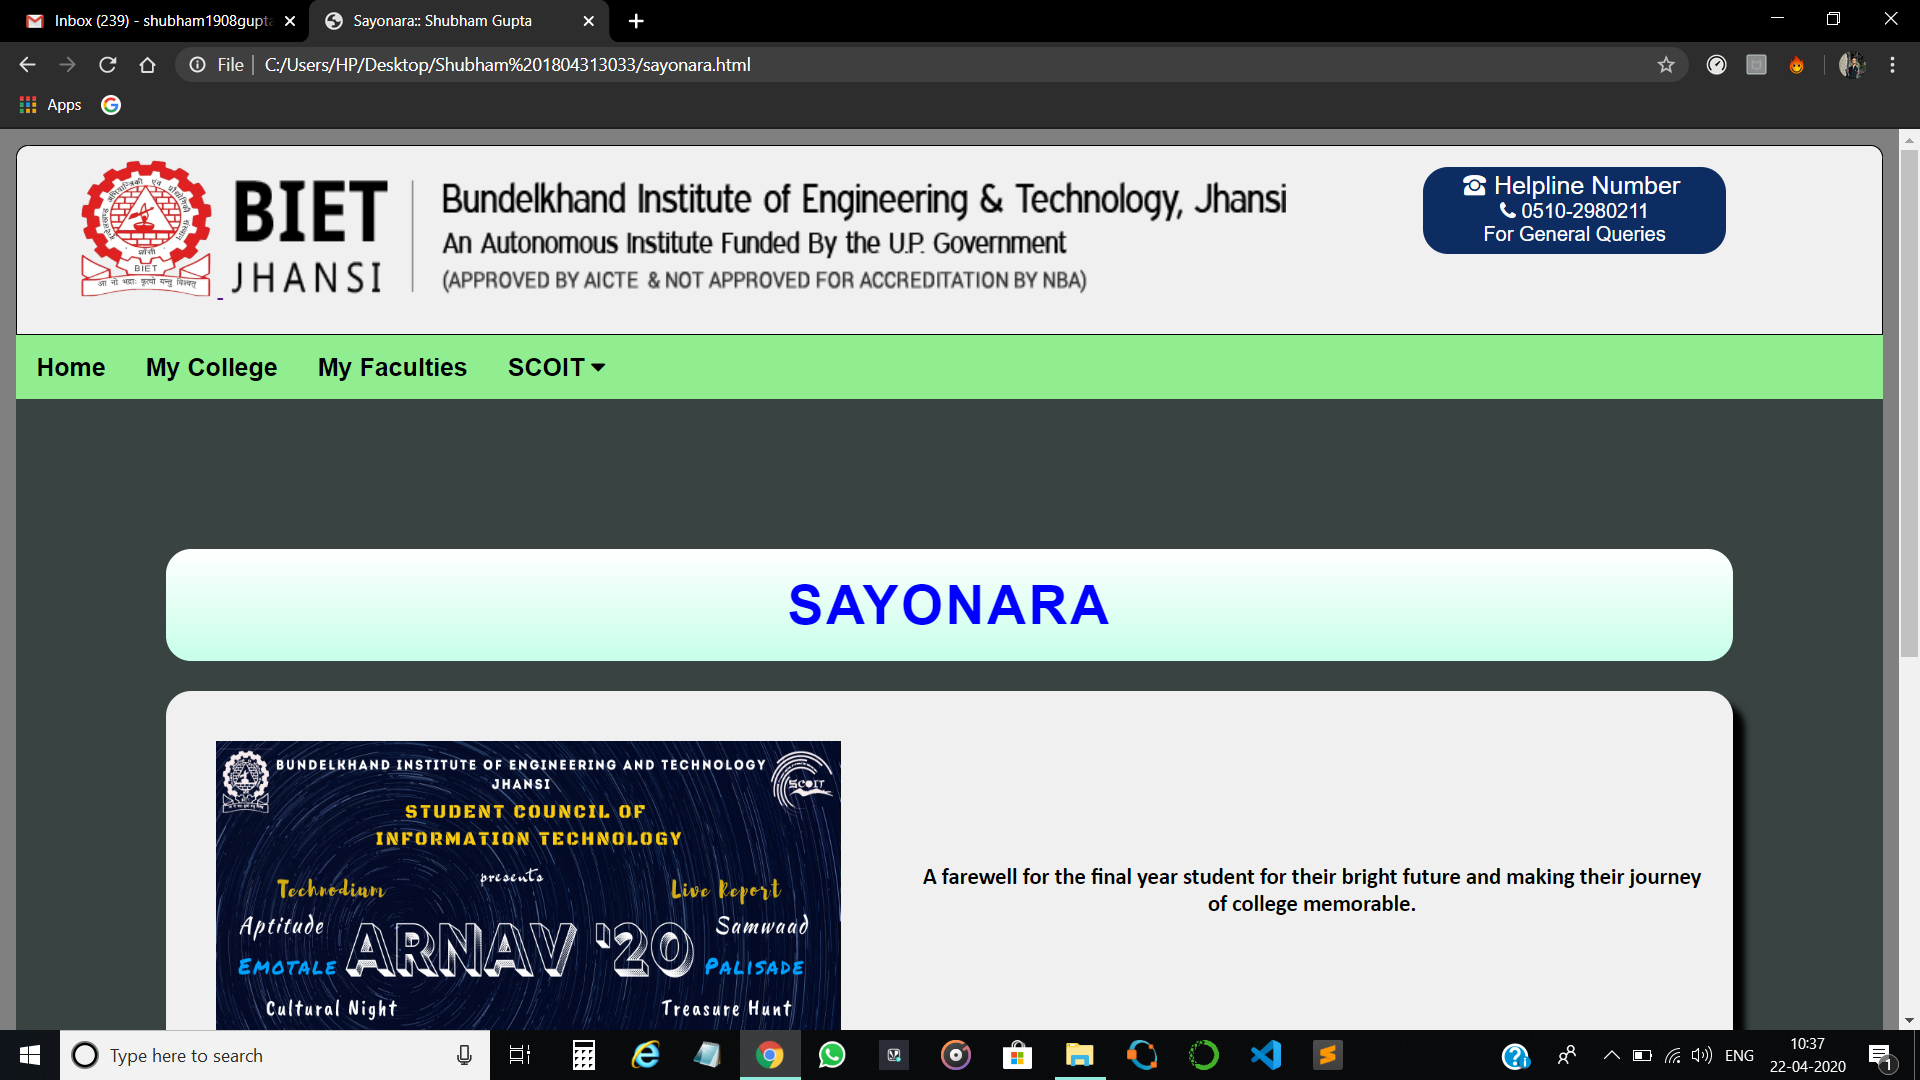 Inbox (239) - shubham1908gupta
Sayonara:: Shubham Gupta
File
C:/Users/HP/Desktop/Shubham%201804313033/sayonara.html
Apps
BIET
JHANSI
BIET
Bundelkhand Institute of Engineering & Technology, Jhansi
An Autonomous Institute Funded By the U.P. Government
(APPROVED BY AICTE & NOT APPROVED FOR ACCREDITATION BY NBA)
Helpline Number
0510-2980211
For General Queries
Home
My College
My Faculties
SCOIT
SAYONARA
BUNDELKHAND INSTITUTE OF ENGINEERING AND TECHNOLOGY
JHANSI
SCOIT
STUDENT COUNCIL OF
INFORMATION TECHNOLOGY
presents
Technodium
Live Report
Aptitude
ARNAV '20
Samwaad
EMOTALE
PALISADE
Cultural Night
Treasure Hunt
A farewell for the final year student for their bright future and making their journey
of college memorable.
Type here to search
ENG
10:37
22-04-2020
1